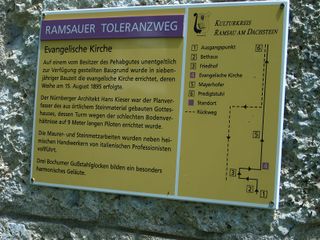 RAMSAUER TOLERANZWEG
Evangelische Kirche
Auf einem vom Besitzer des Pehabgutes unentgeltlich
zur Verfügung gestellten Baugrund wurde in sieben-
jähriger Bauzeit die evangelische Kirche errichtet, deren
Weihe am 15. August 1895 erfolgte.
Der Nürnberger Architekt Hans Kieser war der Planver-
fasser des aus örtlichem Steinmaterial gebauten Gottes-
hauses, dessen Turm wegen der schlechten Bodenver-
hältnisse auf 9 Meter langen Piloten errichtet wurde.
Die Maurer- und Steinmetzarbeiten wurden neben hei-
mischen Handwerkern von italienischen Professionisten
vollführt.
Drei Bochumer Gußstahlglocken bilden ein besonders
harmonisches Geläute.
KULTURKREIS
RAMSAU AM DACHSTEIN
1 Ausgangspunkt
2 Bethaus
3 Friedhof
4 Evangelische Kirche
5 Mayerhofer
6 Predigtstuhl
Standort
Rückweg
6
5
4
3
2
1